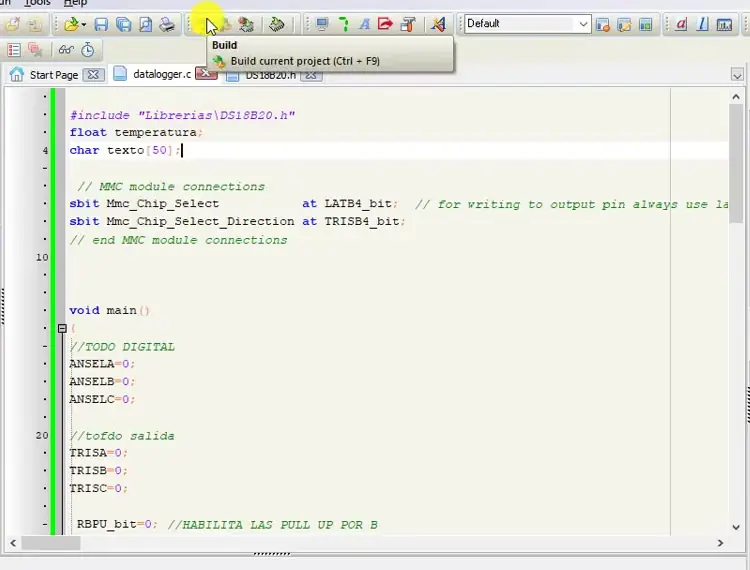 Tools Help
Default
Build
Build current project (Ctrl + F9)
Start Page datalogger.c DS18B20.h
#include "Librerias\DS18B20.h"
float temperatura;
4 char texto[50];
// MMC module connections
sbit Mmc_Chip_Select at LATB4_bit; // for writing to output pin always use la
sbit Mmc_Chip_Select_Direction at TRISB4_bit;
// end MMC module connections
10
void main()
{
//TODO DIGITAL
ANSELA=0;
ANSELB=0;
ANSELC=0;
20 //tofdo salida
TRISA=0;
TRISB=0;
TRISC=0;
RBPU_bit=0; //HABILITA LAS PULL UP POR B